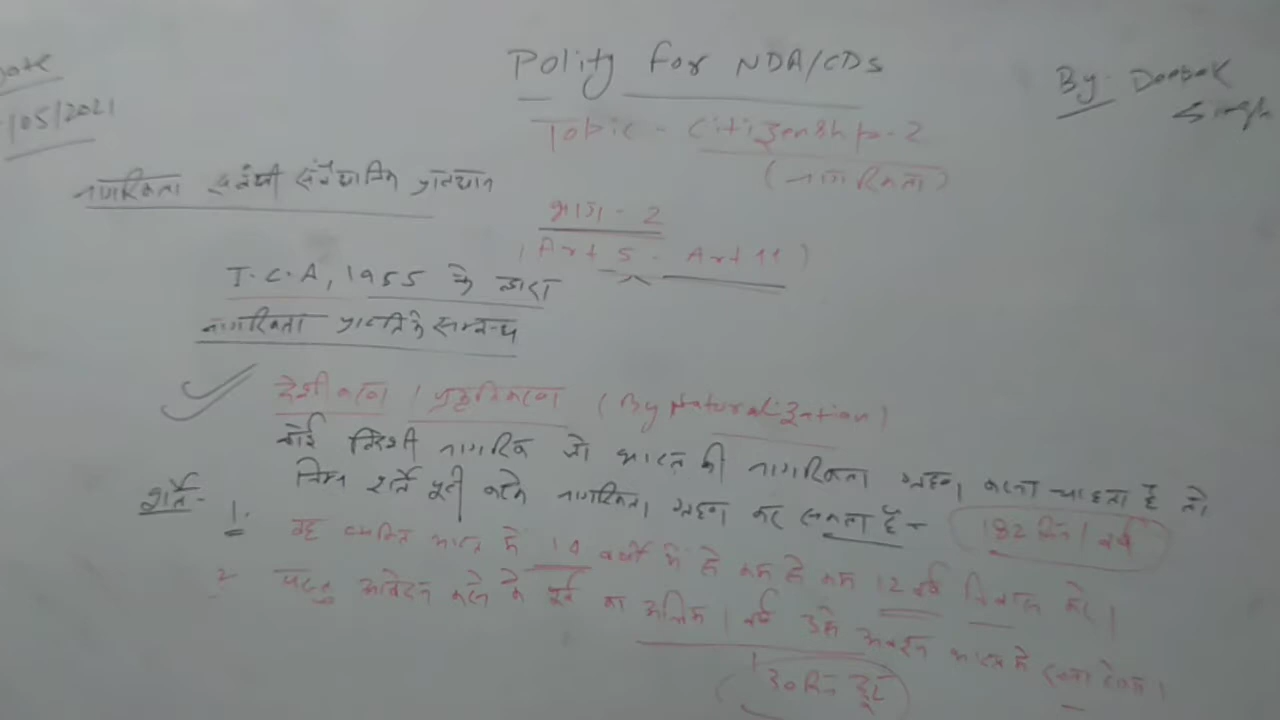 Date
/05/2021
Polity for NDA/CDS
By- Deepak Singh
Topic - Citizenship-2
(नागरिकता)
नागरिकता संबंधी संवैधानिक प्रावधान
भाग - 2
(Art 5 - Art 11)
I.C.A, 1955 के द्वारा
नागरिकता प्राप्ति के सम्बन्ध
देशीकरण / प्रकृतिकरण (By Naturalization)
कोई विदेशी नागरिक जो भारत की नागरिकता ग्रहण करना चाहता है तो
निम्न शर्ते पूरी करके नागरिकता ग्रहण कर सकता है -
शर्ते-
182 दिन / वर्ष
1. वह व्यक्ति भारत में 14 वर्षों में से कम से कम 12 वर्ष निवास करे।
2 परन्तु आवेदन करने के पूर्व का अन्तिम 1 वर्ष उसे भारत में रहना होगा।
30 दिन छूट